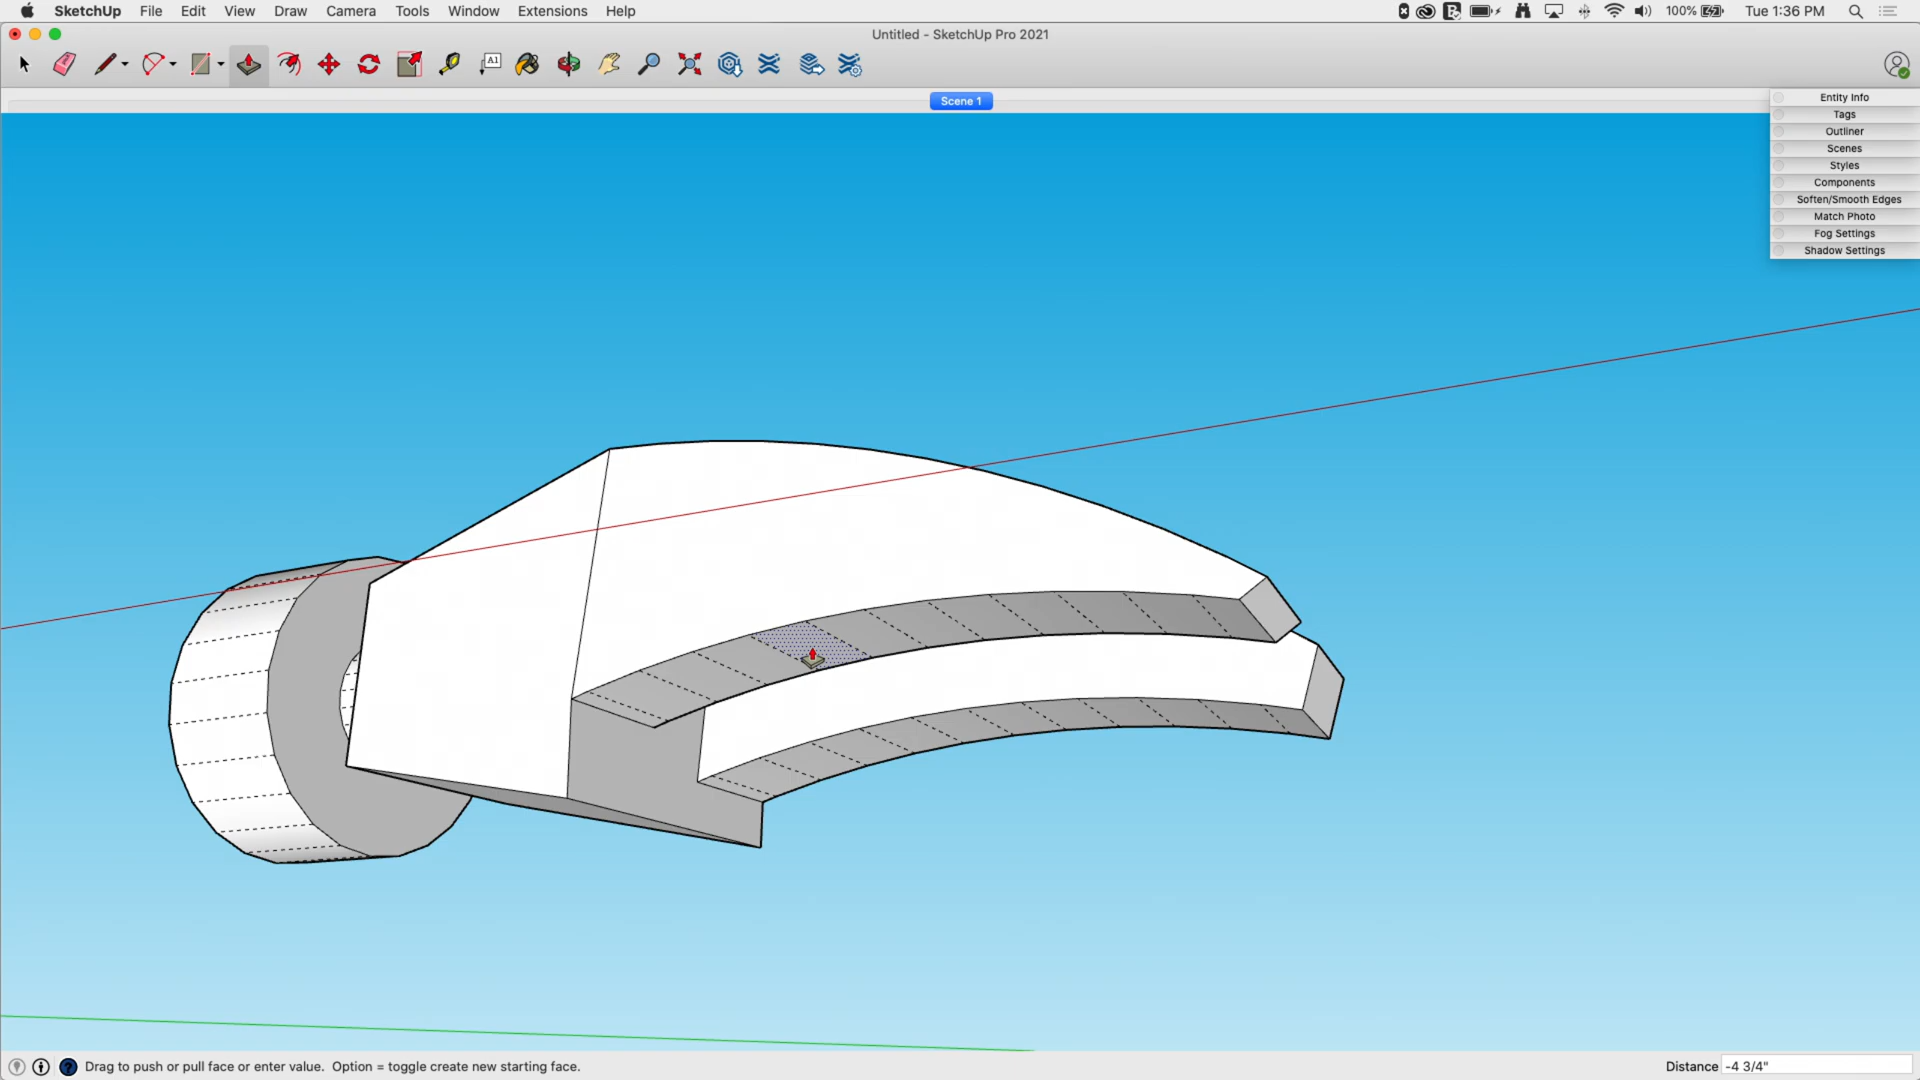 SketchUp File Edit View Draw Camera Tools Window Extensions Help 100% Tue 1:36 PM
Untitled - SketchUp Pro 2021
A1
Scene 1
Entity Info
Tags
Outliner
Scenes
Styles
Components
Soften/Smooth Edges
Match Photo
Fog Settings
Shadow Settings
Drag to push or pull face or enter value. Option = toggle create new starting face. Distance -4 3/4"